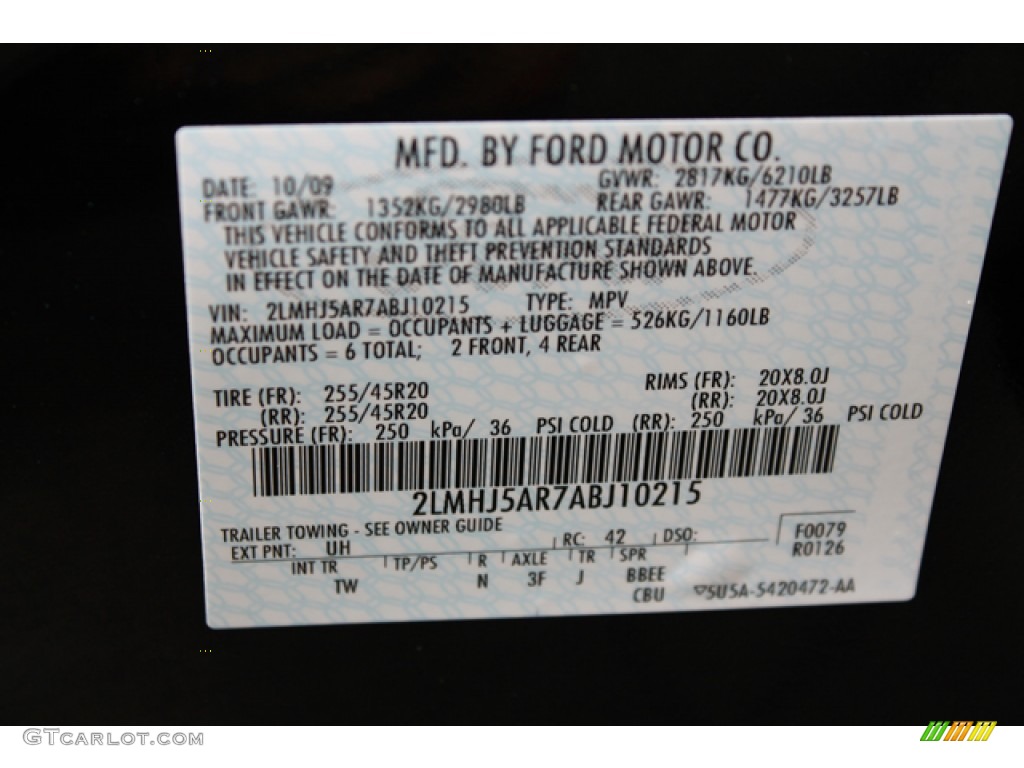 MFD. BY FORD MOTOR CO.
DATE: 10/09 GVWR: 2817KG/6210LB
FRONT GAWR: 1352KG/2980LB REAR GAWR: 1477KG/3257LB
THIS VEHICLE CONFORMS TO ALL APPLICABLE FEDERAL MOTOR
VEHICLE SAFETY AND THEFT PREVENTION STANDARDS
IN EFFECT ON THE DATE OF MANUFACTURE SHOWN ABOVE.
VIN: 2LMHJ5AR7ABJ10215 TYPE: MPV
MAXIMUM LOAD = OCCUPANTS + LUGGAGE = 526KG/1160LB
OCCUPANTS = 6 TOTAL; 2 FRONT, 4 REAR
TIRE (FR): 255/45R20 RIMS (FR): 20X8.0J
(RR): 255/45R20 (RR): 20X8.0J
PRESSURE (FR): 250 kPa/ 36 PSI COLD (RR): 250 kPa/ 36 PSI COLD
2LMHJ5AR7ABJ10215
TRAILER TOWING - SEE OWNER GUIDE
EXT PNT: UH RC: 42 DSO: F0079
R0126
INT TR TP/PS R AXLE TR SPR
TW N 3F J BBEE
CBU 5U5A-5420472-AA
GTCARLOT.COM